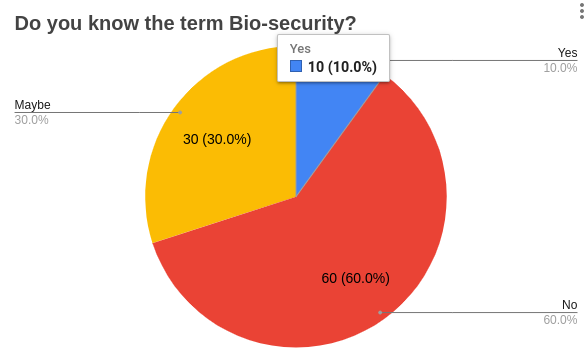 Do you know the term Bio-security?
Yes
10 (10.0%)
Yes
10.0%
Maybe
30.0%
30 (30.0%)
60 (60.0%)
No
60.0%